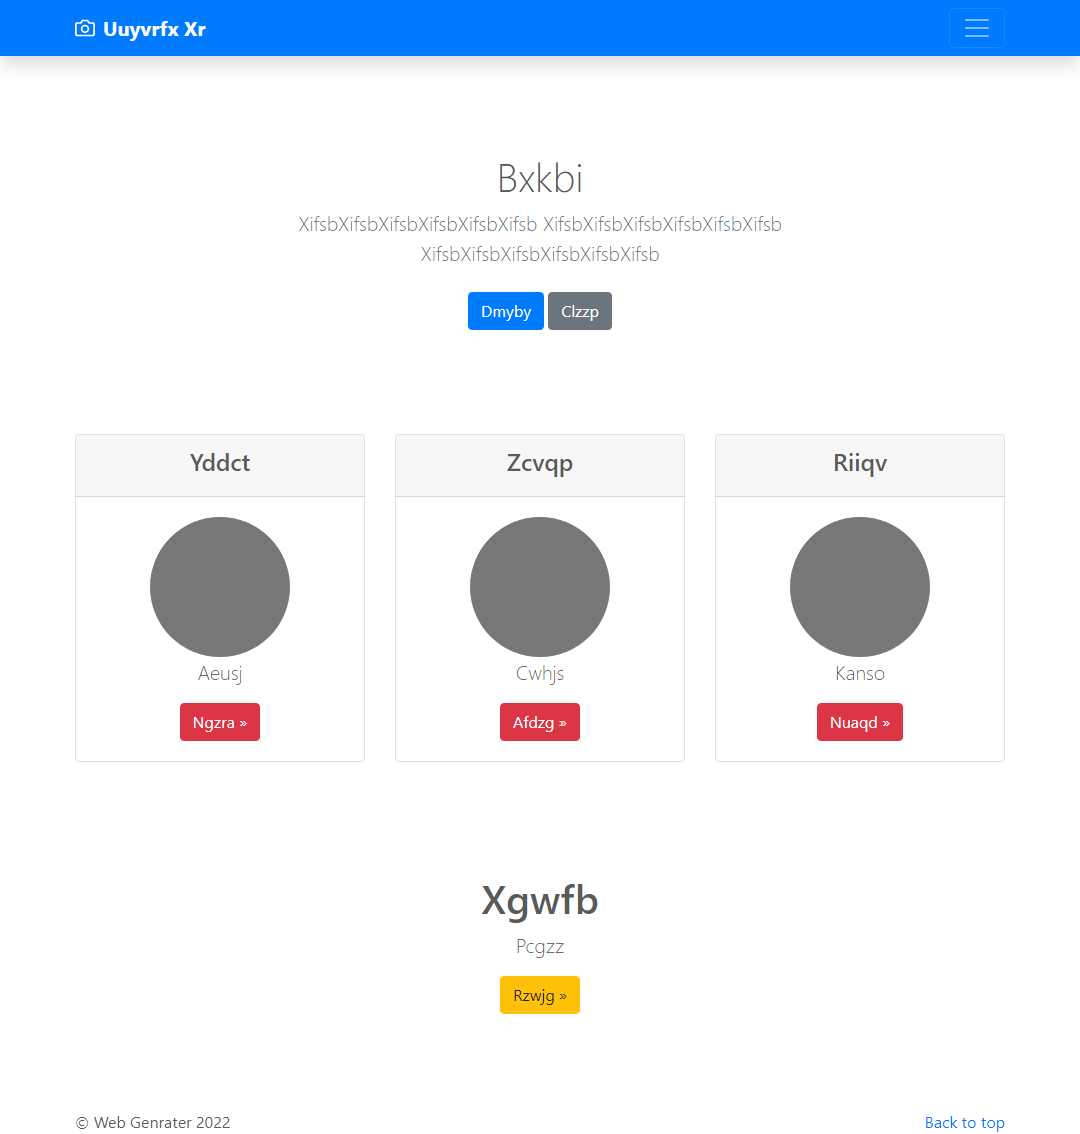 Uuyvrfx Xr
Bxkbi
XifsbXifsbXifsbXifsbXifsbXifsb XifsbXifsbXifsbXifsbXifsbXifsb
XifsbXifsbXifsbXifsbXifsbXifsb
Dmyby Clzzp
Yddct Zcvqp Riiqv
Aeusj Cwhjs Kanso
Ngzra » Afdzg » Nuaqd »
Xgwfb
Pcgzz
Rzwjg »
© Web Genrater 2022 Back to top